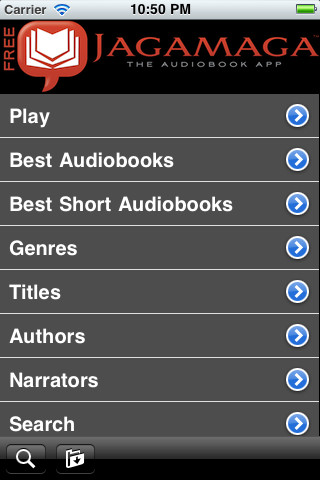 Carrier 10:50 PM
FREE
JAGAMAGA™
THE AUDIOBOOK APP
Play
Best Audiobooks
Best Short Audiobooks
Genres
Titles
Authors
Narrators
Search